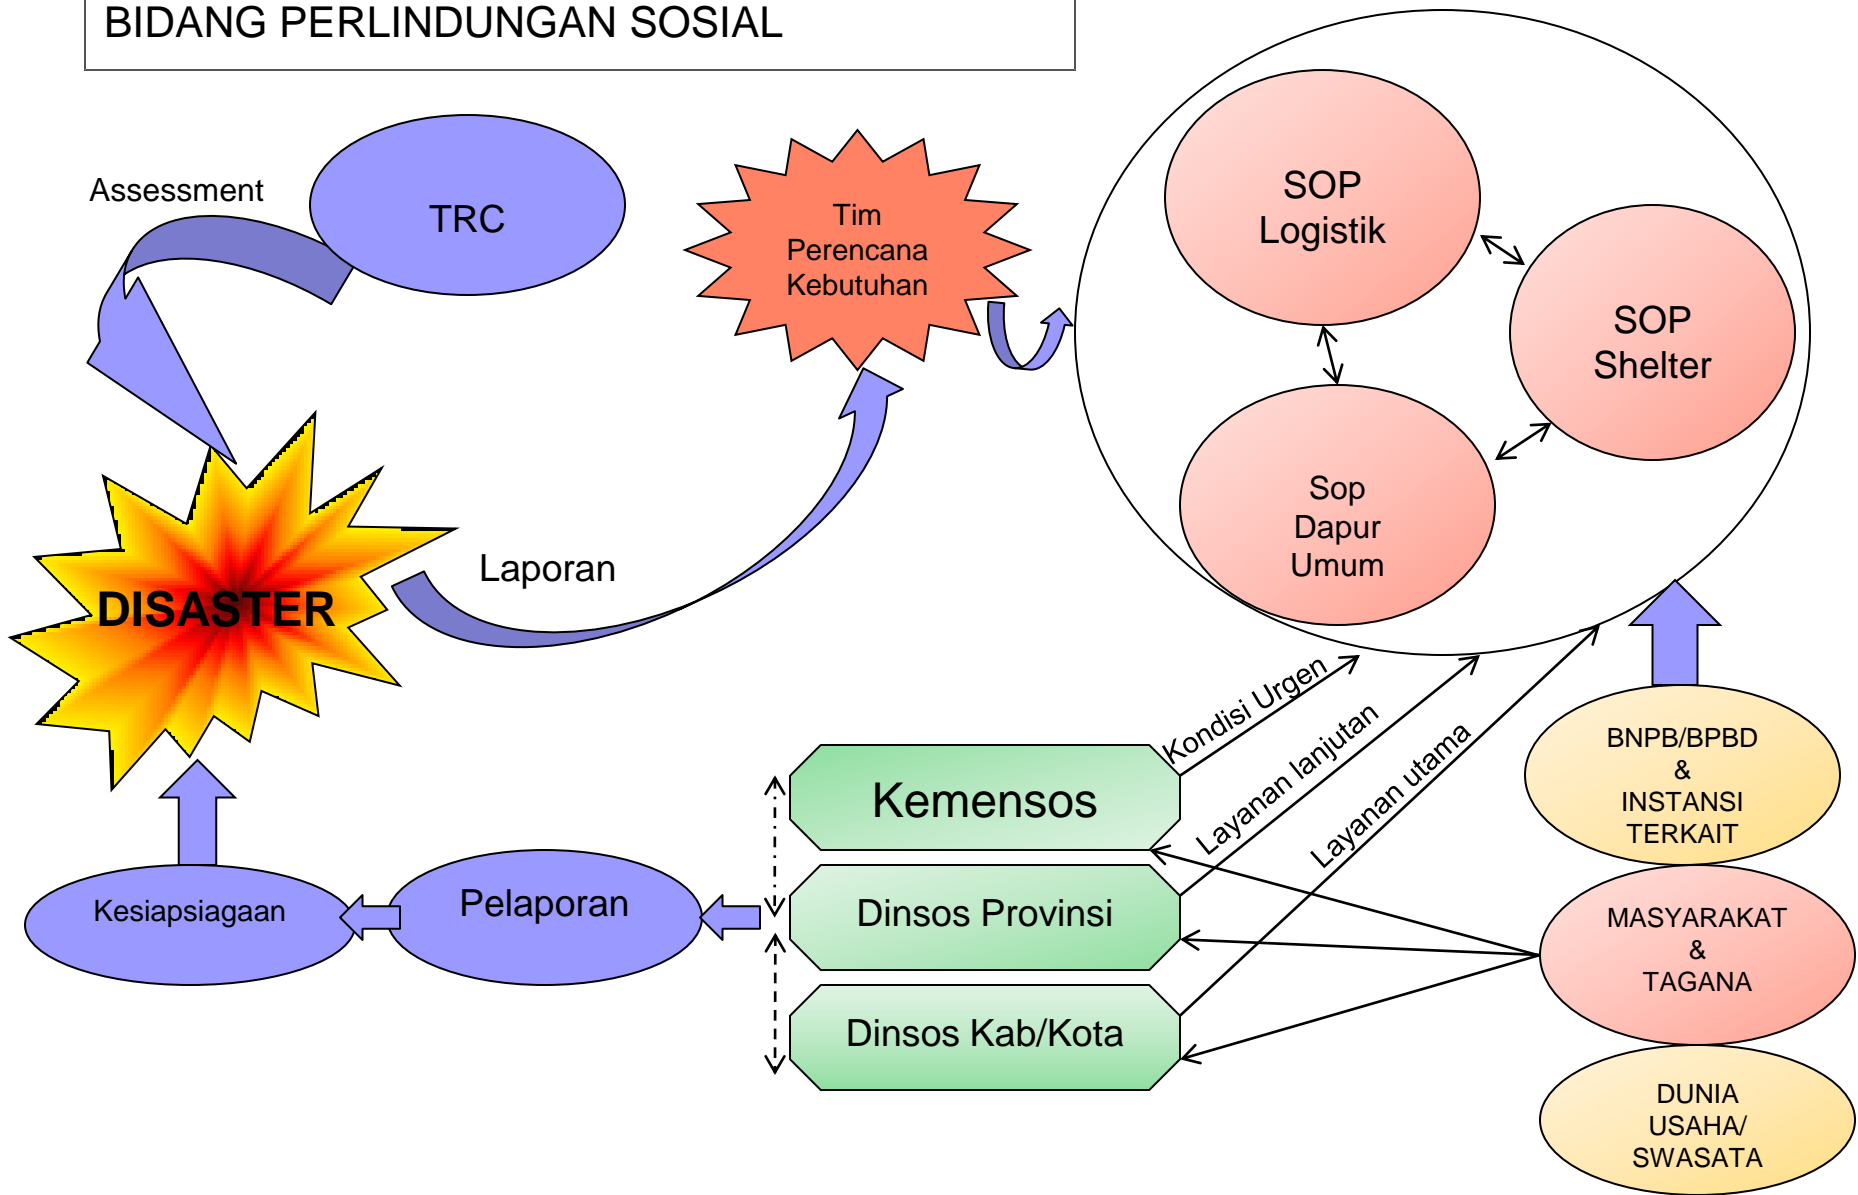 BIDANG PERLINDUNGAN SOSIAL
Assessment
TRC
Tim
Perencana
Kebutuhan
SOP
Logistik
SOP
Shelter
Sop
Dapur
Umum
DISASTER
Laporan
Kondisi Urgen
Layanan lanjutan
Layanan utama
Kemensos
Dinsos Provinsi
Dinsos Kab/Kota
Pelaporan
Kesiapsiagaan
BNPB/BPBD
&
INSTANSI
TERKAIT
MASYARAKAT
&
TAGANA
DUNIA
USAHA/
SWASATA